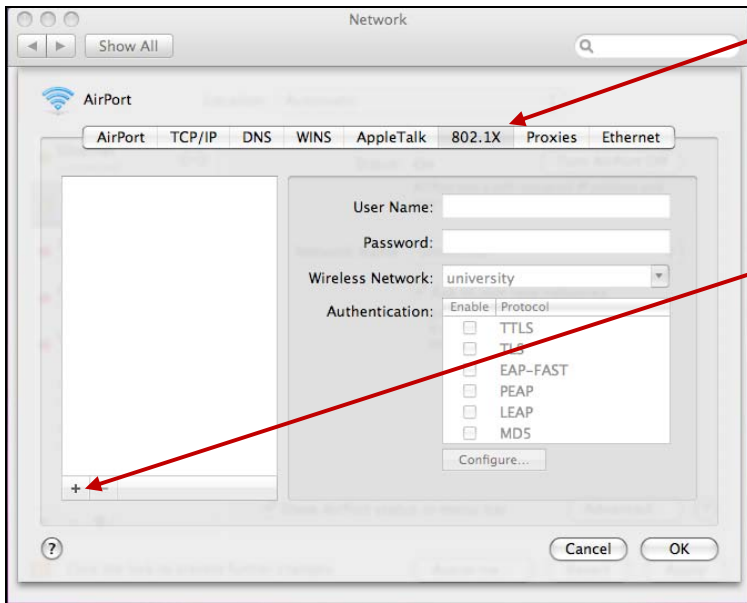 Network
Show All
AirPort
AirPort TCP/IP DNS WINS AppleTalk 802.1X Proxies Ethernet
User Name:
Password:
Wireless Network: university
Authentication: Enable Protocol
TTLS
TLS
EAP-FAST
PEAP
LEAP
MD5
Configure...
+ −
? Cancel OK